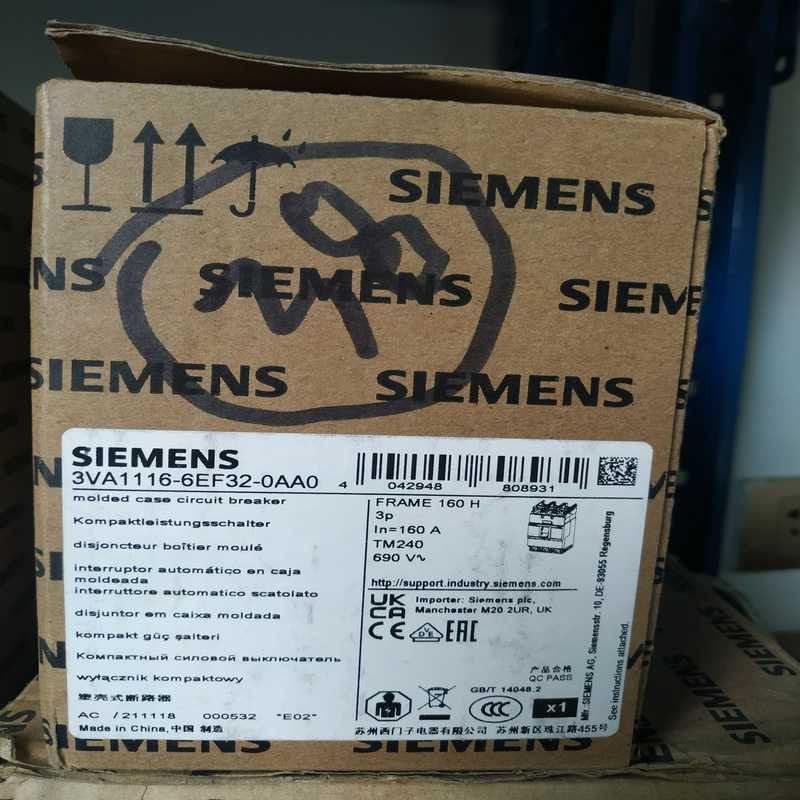 SIEMENS
NS
SIEMENS
SIEME
SIEMENS
SIEMENS
SIEMENS
3VA1116-6EF32-0AA0
4 042948 808931
molded case circuit breaker
Kompaktleistungsschalter
disjoncteur boîtier moulé
interruptor automático en caja
moldeada
interruttore automatico scatolato
disjuntor em caixa moldada
kompakt güç şalteri
Компактный силовой выключатель
wyłącznik kompaktowy
塑壳式断路器
AC /211118 000532 "E02"
Made in China,中国 制造
FRAME 160 H
3p
In=160 A
TM240
690 V~
http://support.industry.siemens.com
UK
CA
Importer: Siemens plc,
Manchester M20 2UR, UK
CE VDE EAC
产品合格
QC PASS
GB/T 14048.2
CCC
x1
苏州西门子电器有限公司 苏州新区珠江路455号
Mfr.:SIEMENS AG, Siemensstr. 10, DE-93055 Regensburg
See instructions attached.
SIEMENS
SIEMENS
SIEMENS